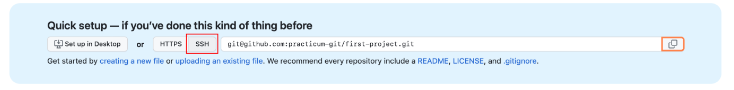 Quick setup — if you've done this kind of thing before
Set up in Desktop or HTTPS SSH git@github.com:practicum-git/first-project.git
Get started by creating a new file or uploading an existing file. We recommend every repository include a README, LICENSE, and .gitignore.